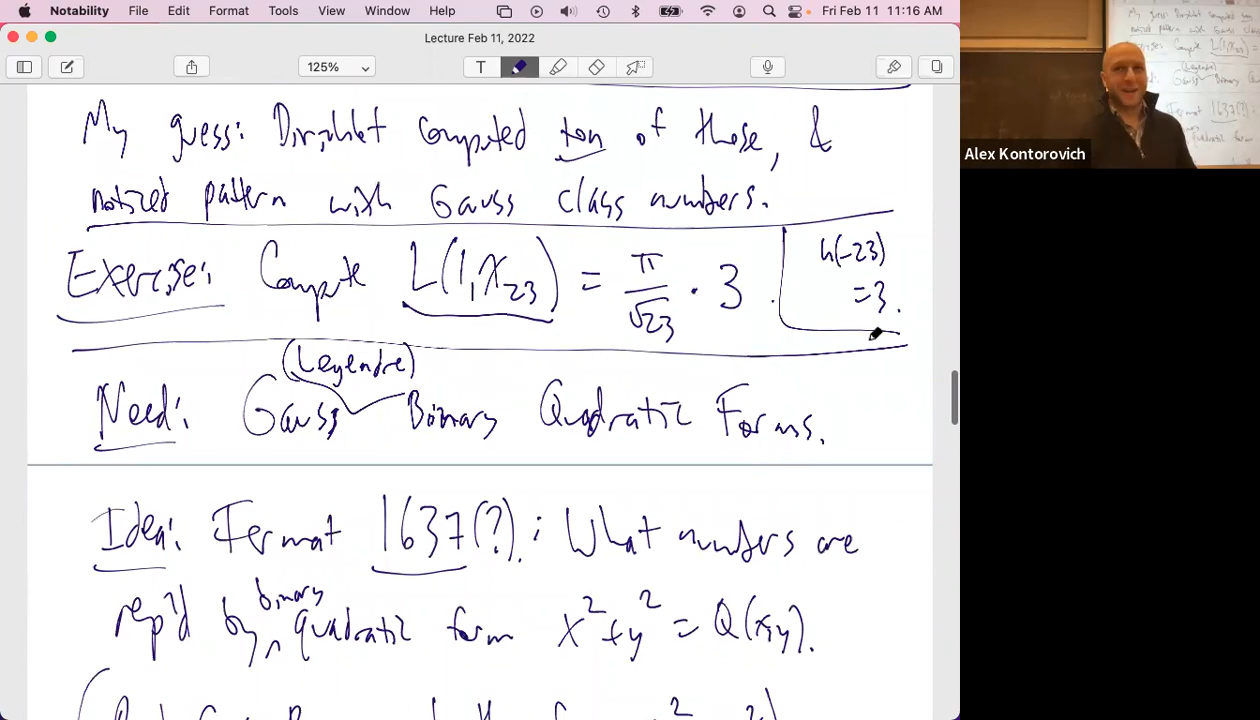 Notability File Edit Format Tools View Window Help Fri Feb 11 11:16 AM
Lecture Feb 11, 2022
125% T
My guess: Dirichlet computed ton of these, &
noticed pattern with Gauss class numbers.
Exercise: Compute L(1,χ23) = π/√23 · 3.
h(-23)
=3.
(Legendre)
Need: Gauss Binary Quadratic Forms.
Idea: Fermat 1637(?): What numbers are
binary
rep'd by quadratic form x²+y² = Q(x,y).
Alex Kontorovich